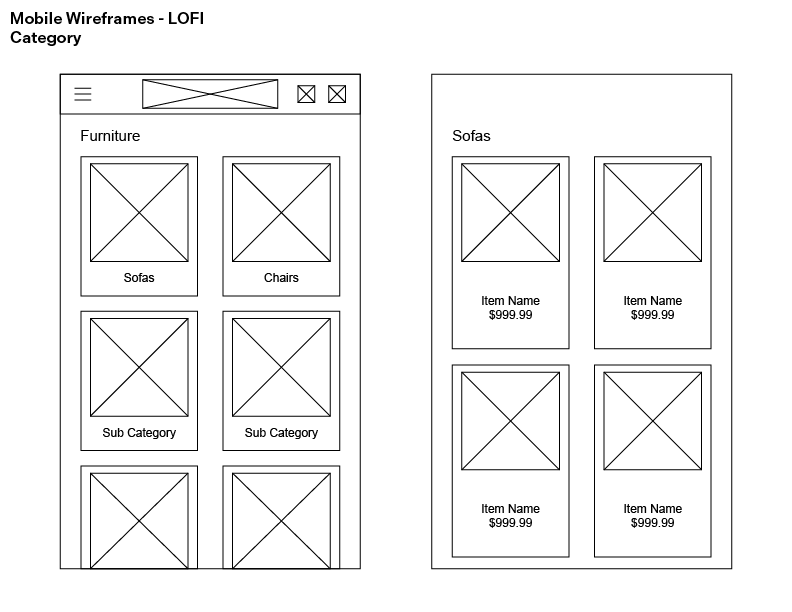 Mobile Wireframes - LOFI
Category
Furniture
Sofas
Chairs
Sub Category
Sub Category
Sofas
Item Name
$999.99
Item Name
$999.99
Item Name
$999.99
Item Name
$999.99